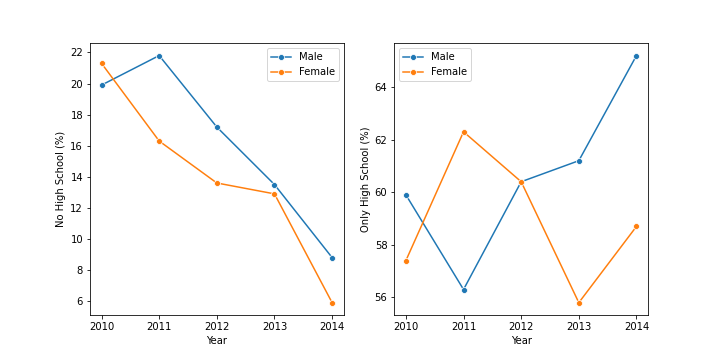 No High School (%)
22
20
18
16
14
12
10
8
6
2010 2011 2012 2013 2014
Year
Male
Female
Only High School (%)
64
62
60
58
56
2010 2011 2012 2013 2014
Year
Male
Female